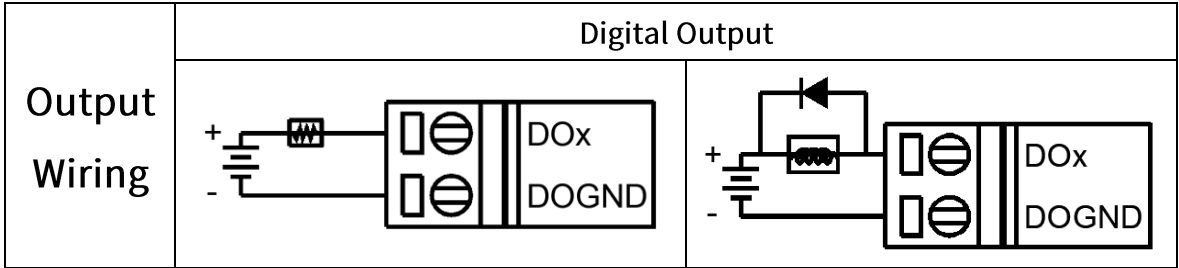 Digital Output
Output
Wiring
+
-
DOx
DOGND
+
-
DOx
DOGND